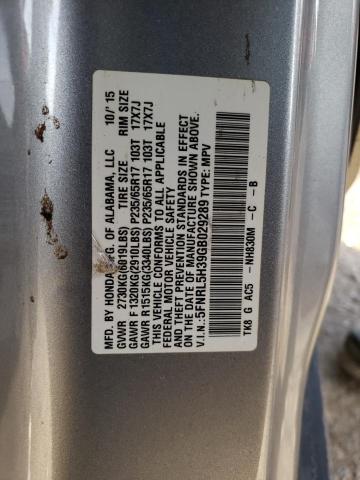 MFD. BY HONDA MFG. OF ALABAMA, LLC 10/ 15
GVWR 2730KG(6019LBS) TIRE SIZE RIM SIZE
GAWR F 1320KG(2910LBS) P235/65R17 103T 17X7J
GAWR R1515KG(3340LBS) P235/65R17 103T 17X7J
THIS VEHICLE CONFORMS TO ALL APPLICABLE
FEDERAL MOTOR VEHICLE SAFETY
AND THEFT PREVENTION STANDARDS IN EFFECT
ON THE DATE OF MANUFACTURE SHOWN ABOVE.
V.I.N.: 5FNRL5H39GB029289 TYPE: MPV
TK8 G AC5 - NH830M - C - B